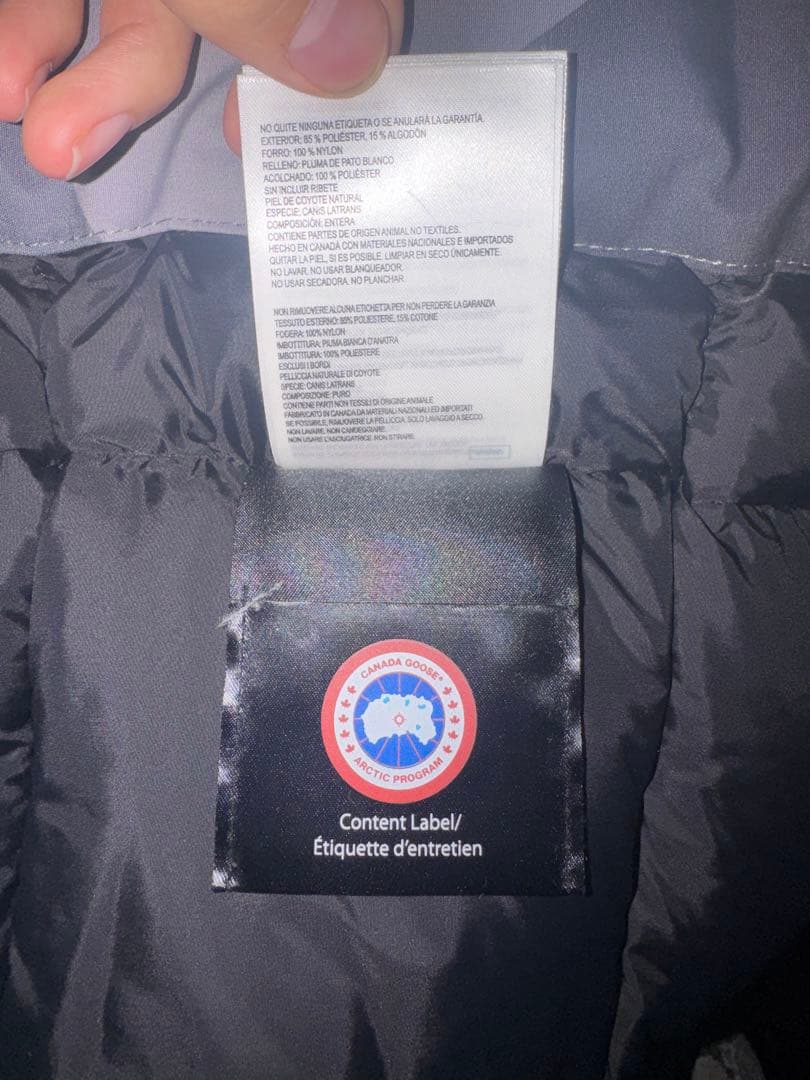 NO QUITE NINGUNA ETIQUETA O SE ANULARÁ LA GARANTÍA.
EXTERIOR: 85 % POLIÉSTER, 15 % ALGODÓN
FORRO: 100 % NYLON
RELLENO: PLUMA DE PATO BLANCO
ACOLCHADO: 100 % POLIÉSTER
SIN INCLUIR RIBETE
PIEL DE COYOTE NATURAL
ESPECIE: CANIS LATRANS
COMPOSICIÓN: ENTERA
CONTIENE PARTES DE ORIGEN ANIMAL NO TEXTILES.
HECHO EN CANADÁ CON MATERIALES NACIONALES E IMPORTADOS
QUITAR LA PIEL, SI ES POSIBLE. LIMPIAR EN SECO ÚNICAMENTE.
NO LAVAR. NO USAR BLANQUEADOR.
NO USAR SECADORA. NO PLANCHAR.
NON RIMUOVERE ALCUNA ETICHETTA PER NON PERDERE LA GARANZIA
TESSUTO ESTERNO: 85% POLIESTERE, 15% COTONE
FODERA: 100% NYLON
IMBOTTITURA: PIUMA BIANCA D'ANATRA
IMBOTTITURA: 100% POLIESTERE
ESCLUSI I BORDI
PELLICCIA NATURALE DI COYOTE
SPECIE: CANIS LATRANS
COMPOSIZIONE: PURO
CONTIENE PARTI NON TESSILI DI ORIGINE ANIMALE
FABBRICATO IN CANADA DA MATERIALI NAZIONALI ED IMPORTATI
SE POSSIBILE, RIMUOVERE LA PELLICCIA. SOLO LAVAGGIO A SECCO.
NON LAVARE. NON CANDEGGIARE.
NON USARE L'ASCIUGATRICE. NON STIRARE.
CANADA GOOSE®
ARCTIC PROGRAM
Content Label/
Étiquette d'entretien